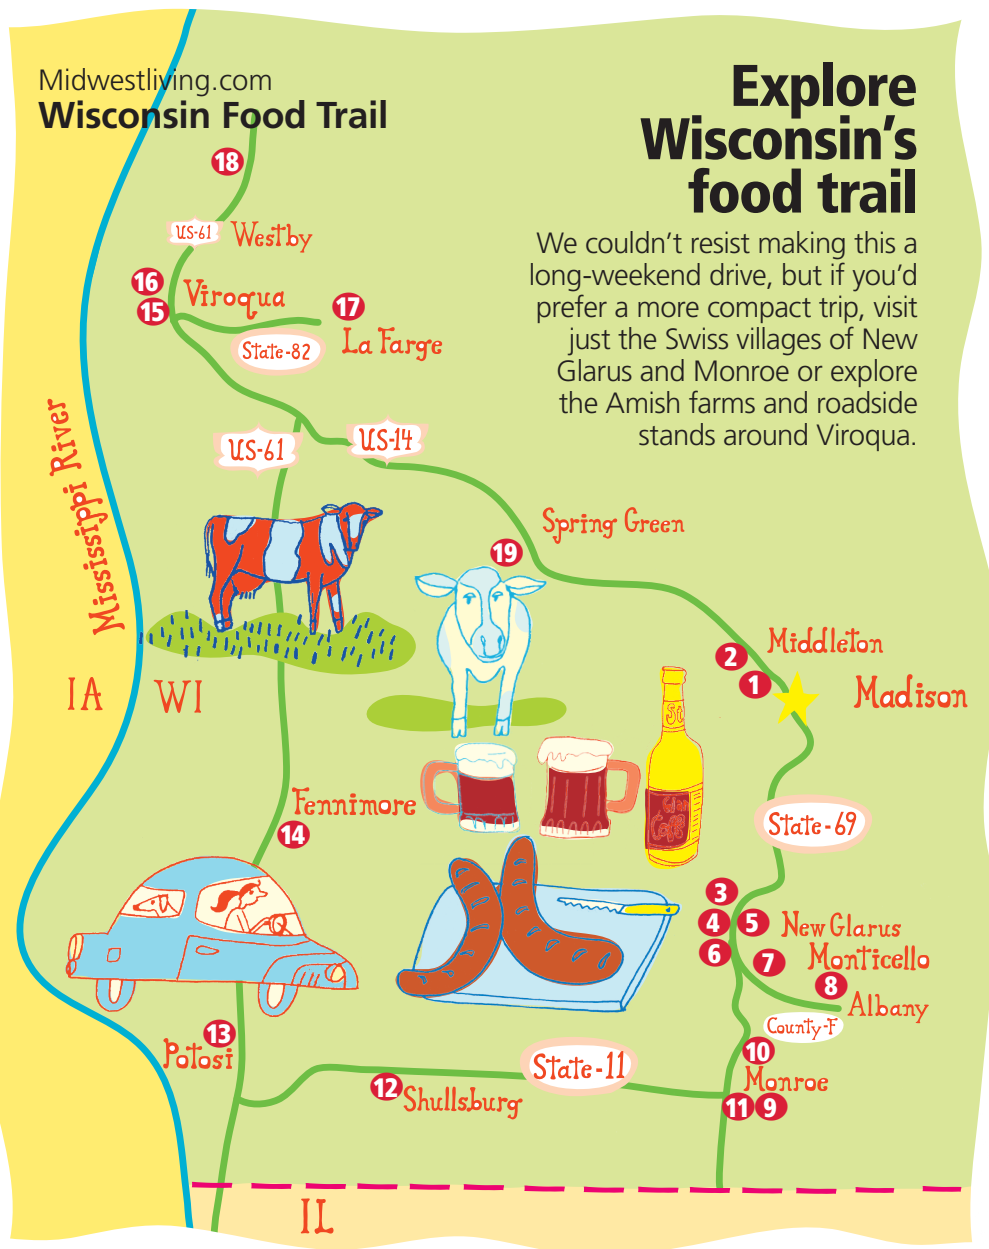 Midwestliving.com
Wisconsin Food Trail
Explore
Wisconsin's
food trail
We couldn't resist making this a
long-weekend drive, but if you'd
prefer a more compact trip, visit
just the Swiss villages of New
Glarus and Monroe or explore
the Amish farms and roadside
stands around Viroqua.
18
US-61
Westby
16
15
Viroqua
17
La Farge
State-82
US-61
US-14
Mississippi River
Spring Green
19
2
Middleton
1
Madison
IA
WI
St
Fennimore
14
State-69
3
4
5
New Glarus
6
7
Monticello
8
Albany
County-F
13
Potosi
10
State-11
Monroe
12
Shullsburg
11
9
IL